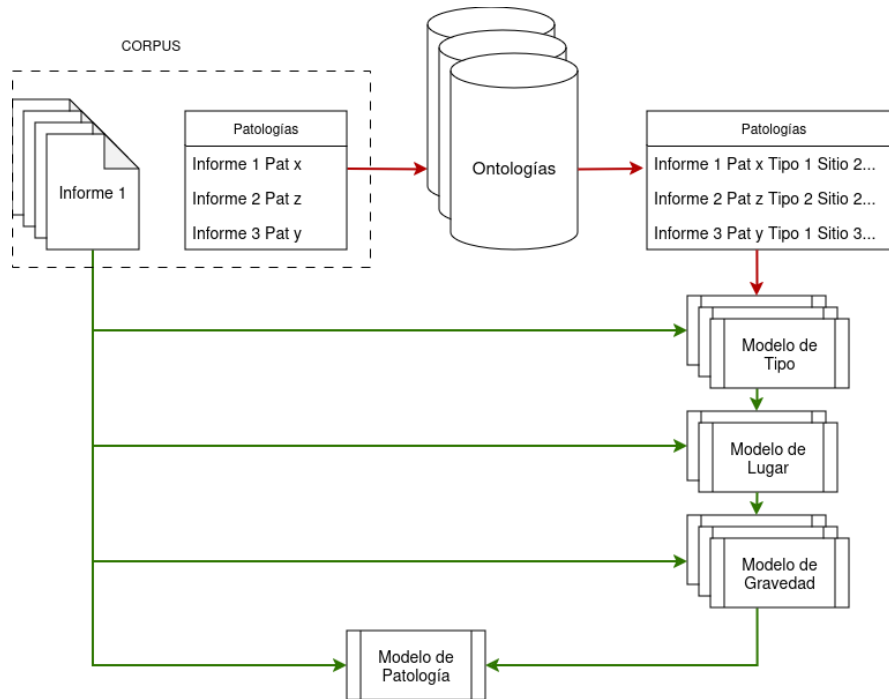 CORPUS
Informe 1
Patologías
Informe 1 Pat x
Informe 2 Pat z
Informe 3 Pat y
Ontologías
Patologías
Informe 1 Pat x Tipo 1 Sitio 2...
Informe 2 Pat z Tipo 2 Sitio 2...
Informe 3 Pat y Tipo 1 Sitio 3...
Modelo de
Tipo
Modelo de
Lugar
Modelo de
Gravedad
Modelo de
Patología